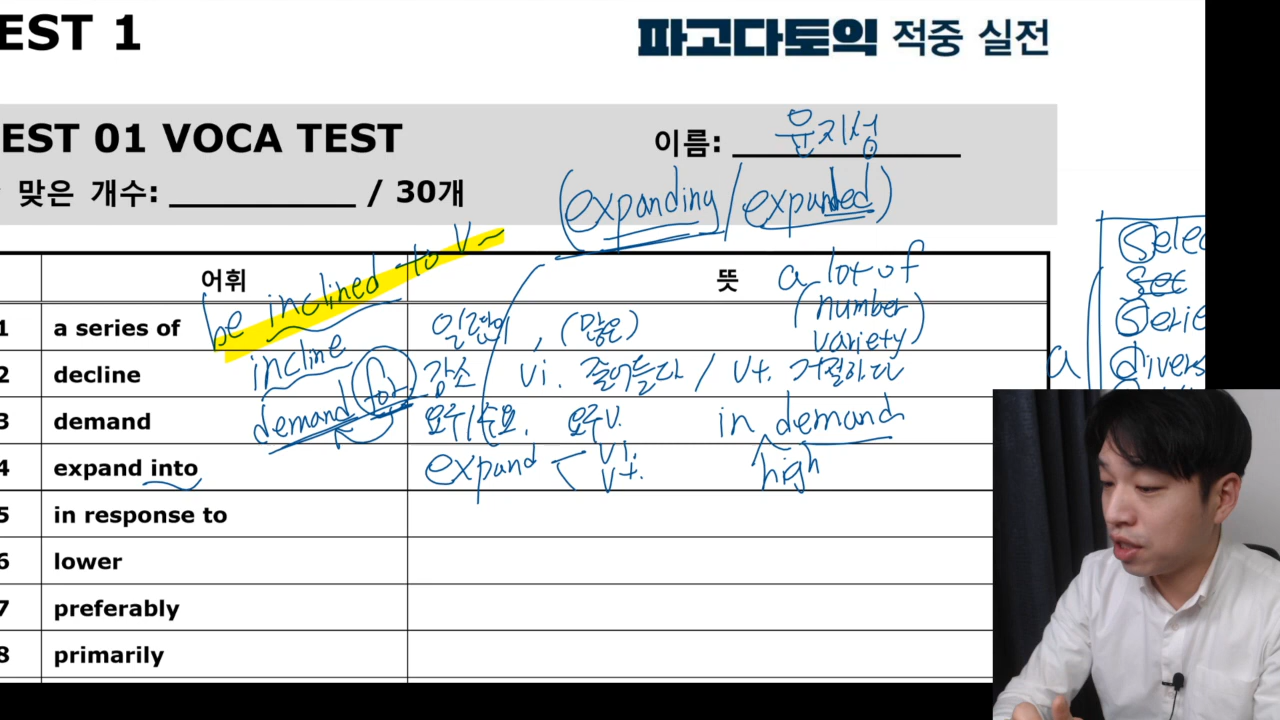 EST 1
파고다토익 적중 실전
EST 01 VOCA TEST
이름: 윤지성
맞은 개수: / 30개
(expanding / expanded)
어휘
뜻
be inclined to V~
a lot of
(number
variety)
1 a series of
일련의, (많은)
incline
2 decline
감소 vi. 줄어들다 / vt. 거절하다
demand for
3 demand
요구/수요. 요구v.
in demand
high
4 expand into
expand
vi.
vt.
5 in response to
6 lower
7 preferably
8 primarily
Selec
set
Serie
a
divers